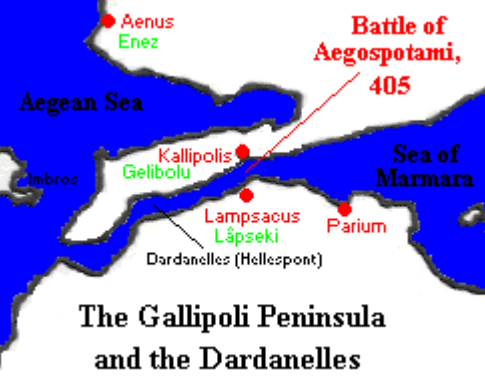 Battle of
Aegospotami,
405
Aenus
Enez
Aegean Sea
Kallipolis
Gelibolu
Sea of
Marmara
Imbros
Lampsacus
Lâpseki
Parium
Dardanelles (Hellespont)
The Gallipoli Peninsula
and the Dardanelles